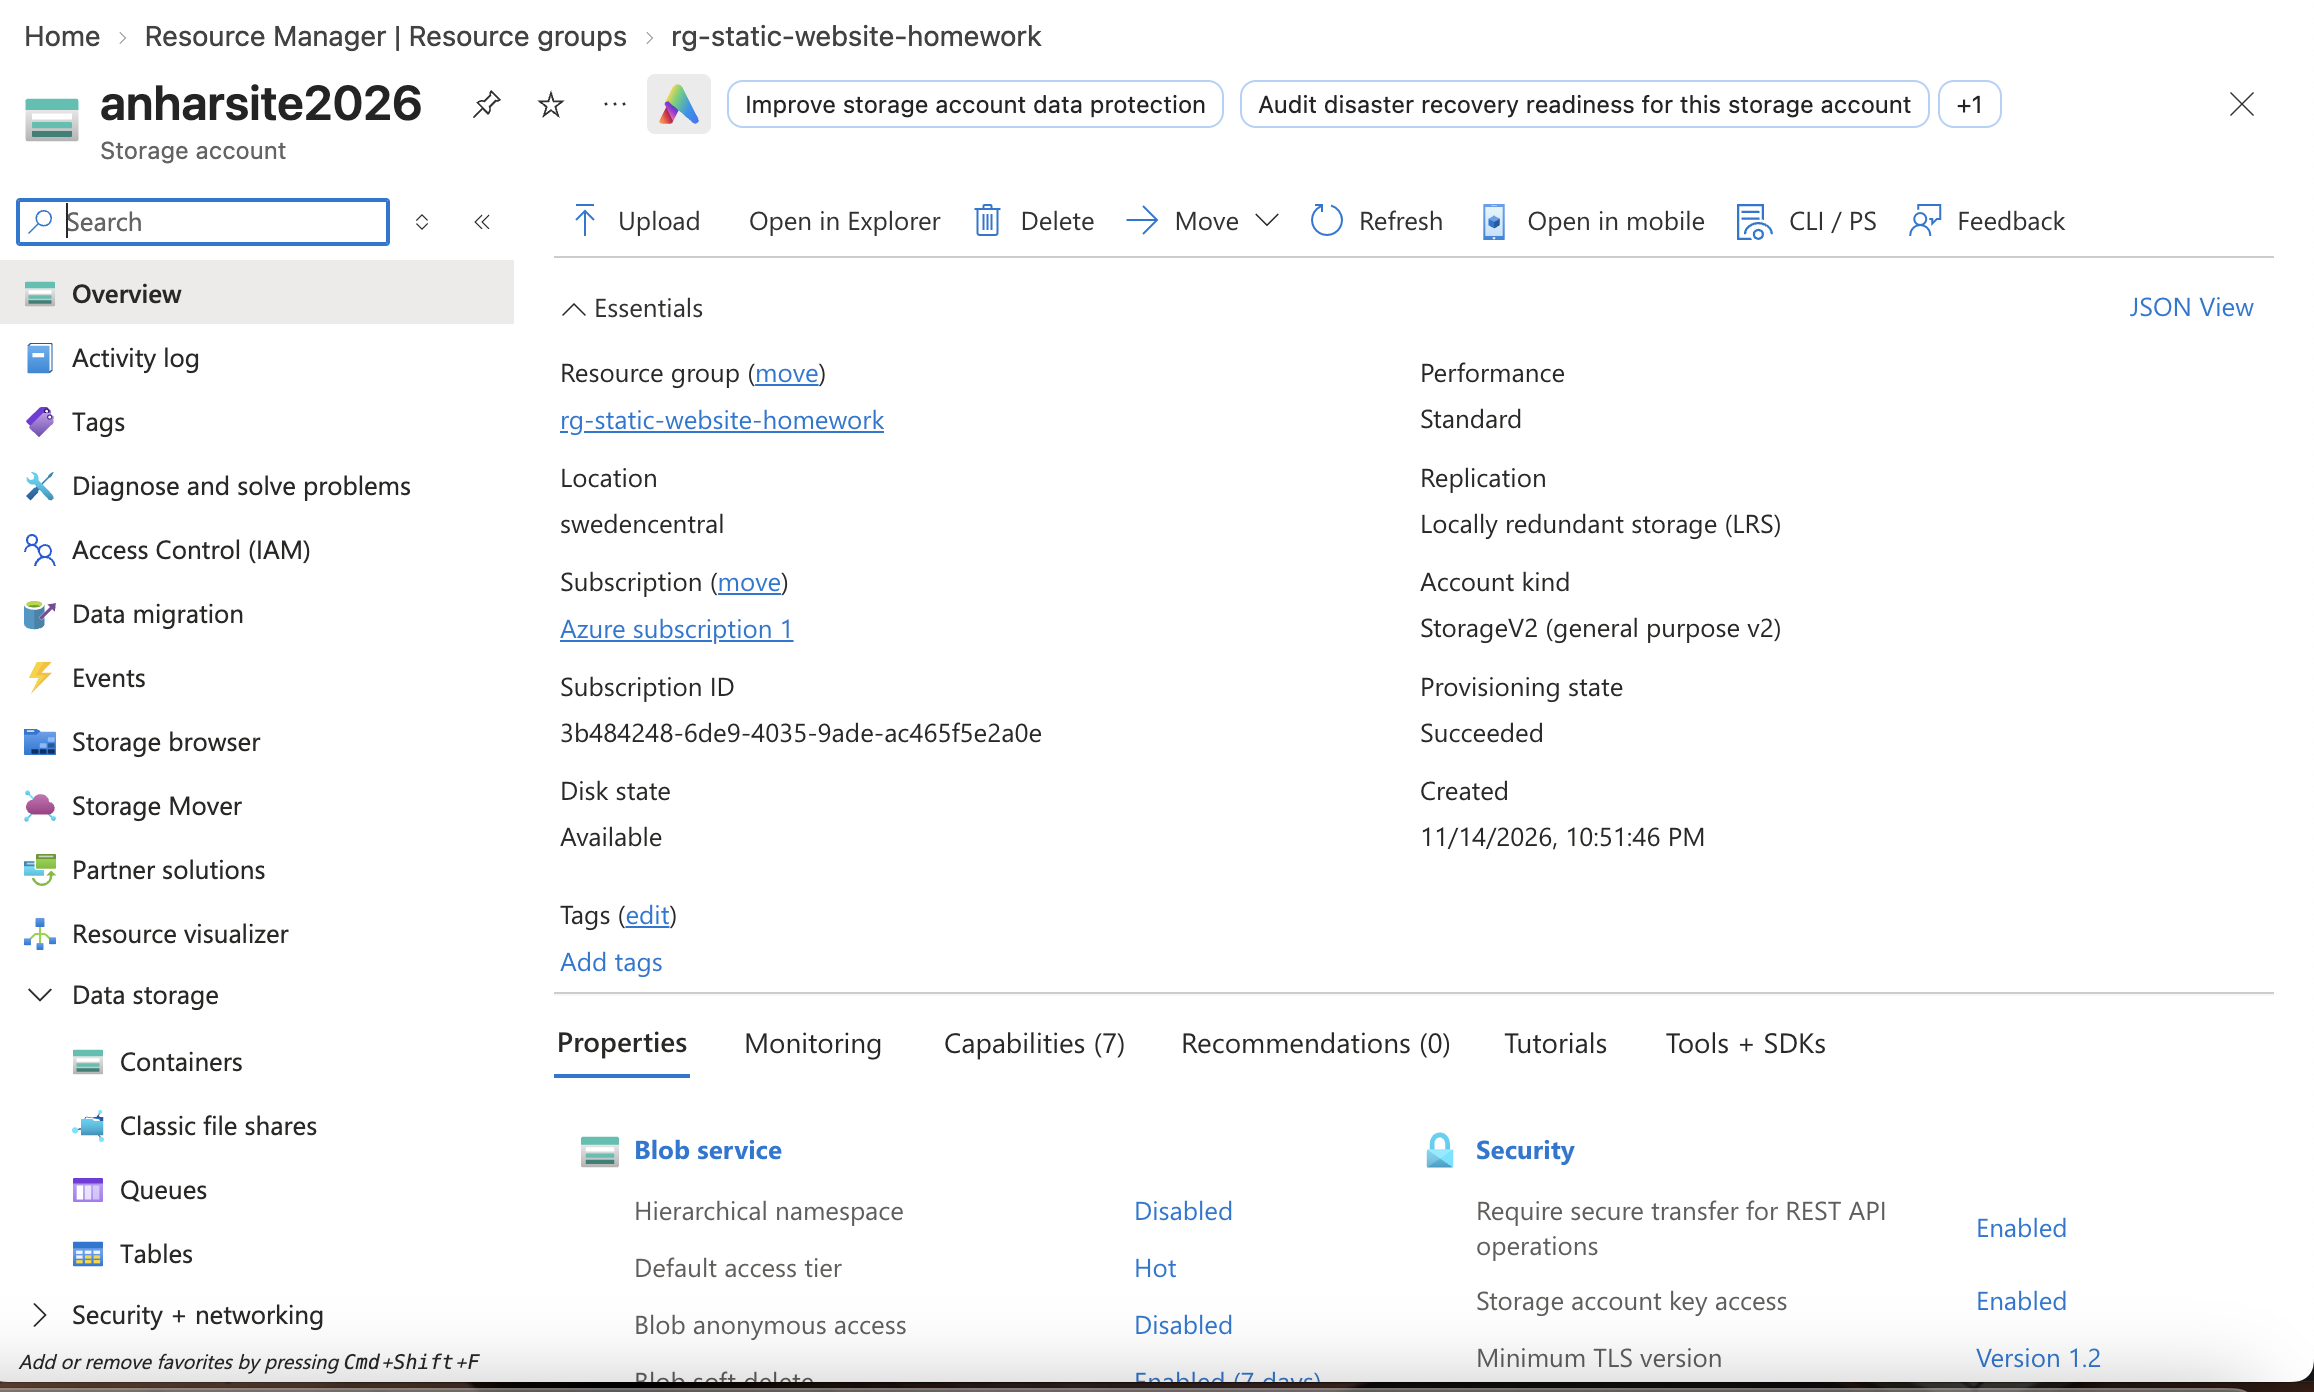 Home > Resource Manager | Resource groups > rg-static-website-homework
anharsite2026
Storage account
Improve storage account data protection
Audit disaster recovery readiness for this storage account
+1
Search
Upload
Open in Explorer
Delete
Move
Refresh
Open in mobile
CLI / PS
Feedback
Overview
Activity log
Tags
Diagnose and solve problems
Access Control (IAM)
Data migration
Events
Storage browser
Storage Mover
Partner solutions
Resource visualizer
Data storage
Containers
Classic file shares
Queues
Tables
Security + networking
Add or remove favorites by pressing Cmd+Shift+F
Essentials
JSON View
Resource group (move)
rg-static-website-homework
Location
swedencentral
Subscription (move)
Azure subscription 1
Subscription ID
3b484248-6de9-4035-9ade-ac465f5e2a0e
Disk state
Available
Performance
Standard
Replication
Locally redundant storage (LRS)
Account kind
StorageV2 (general purpose v2)
Provisioning state
Succeeded
Created
11/14/2026, 10:51:46 PM
Tags (edit)
Add tags
Properties
Monitoring
Capabilities (7)
Recommendations (0)
Tutorials
Tools + SDKs
Blob service
Hierarchical namespace Disabled
Default access tier Hot
Blob anonymous access Disabled
Blob soft delete Enabled (7 days)
Security
Require secure transfer for REST API
operations Enabled
Storage account key access Enabled
Minimum TLS version Version 1.2